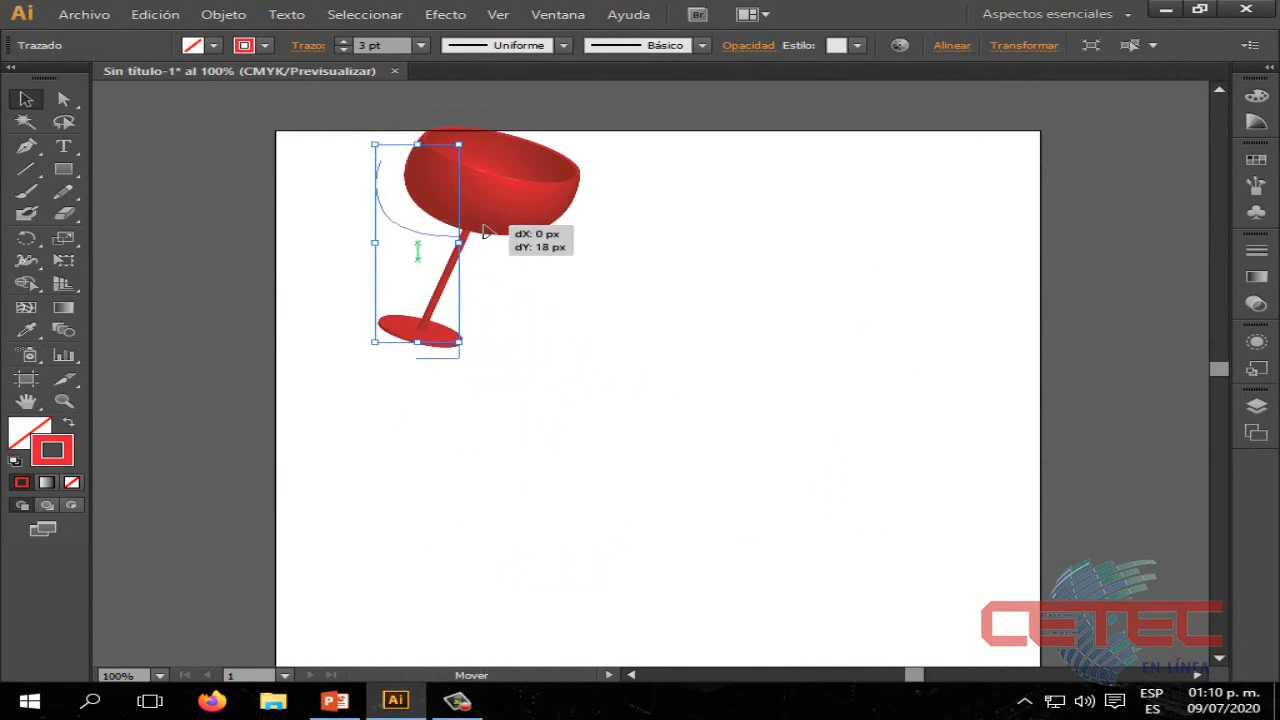 Ai Archivo Edición Objeto Texto Seleccionar Efecto Ver Ventana Ayuda Br Aspectos esenciales
Trazado Trazo: 3 pt Uniforme Básico Opacidad Estilo: Alinear Transformar
Sin título-1* al 100% (CMYK/Previsualizar)
T
dX: 0 px
dY: 18 px
CETEC
EN LÍNEA
100% 1 Mover
Ai ESP 01:10 p. m.
ES 09/07/2020